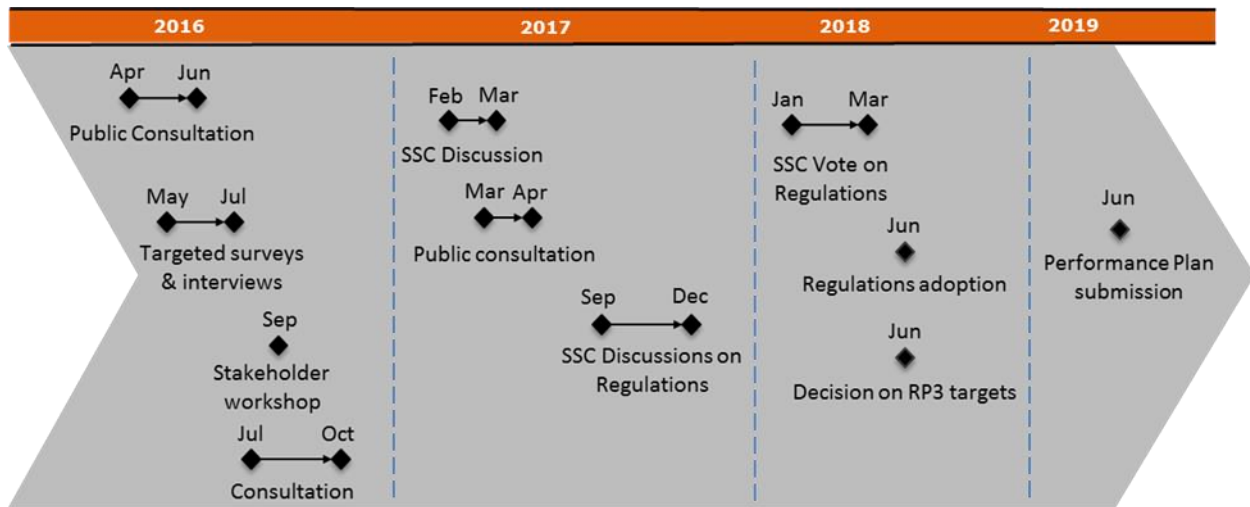 2016
2017
2018
2019
Apr Jun
Public Consultation
May Jul
Targeted surveys
& interviews
Sep
Stakeholder
workshop
Jul Oct
Consultation
Feb Mar
SSC Discussion
Mar Apr
Public consultation
Sep Dec
SSC Discussions on
Regulations
Jan Mar
SSC Vote on
Regulations
Jun
Regulations adoption
Jun
Decision on RP3 targets
Jun
Performance Plan
submission